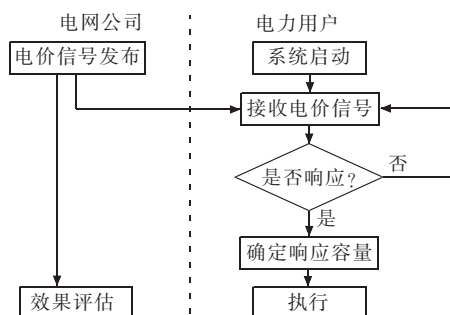 电网公司
电力用户
电价信号发布
系统启动
接收电价信号
是否响应?
否
是
确定响应容量
效果评估
执行